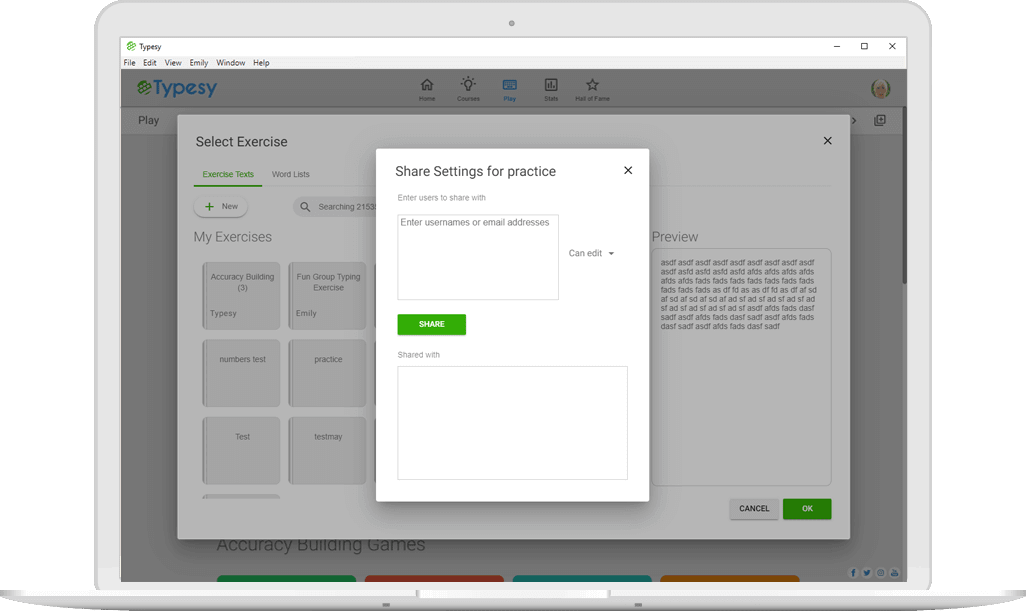 Typesy
File Edit View Emily Window Help
Typesy
Home Courses Play Stats Hall of Fame
Play
Select Exercise
Exercise Texts Word Lists
New
Searching 2153
My Exercises
Accuracy Building
(3)
Typesy
Fun Group Typing
Exercise
Emily
numbers test
practice
Test
testmay
Share Settings for practice
Enter users to share with
Enter usernames or email addresses
Can edit
SHARE
Shared with
Preview
asdf asdf asdf asdf asdf asdf asdf asdf asdf
asdf asfd asfd asfd asfd afds afds afds afds
afds afds fads fads fads fads fads fads fads
fads fads fads as df fd as as df fd as df af sd
af sd af sd af sd af ad sf ad sf ad sf ad sf ad
sf ad sf ad sf ad sf ad sf asdf afds fads dasf
sadf asdf afds fads dasf sadf asdf afds fads
dasf sadf asdf afds fads dasf sadf
CANCEL OK
Accuracy Building Games